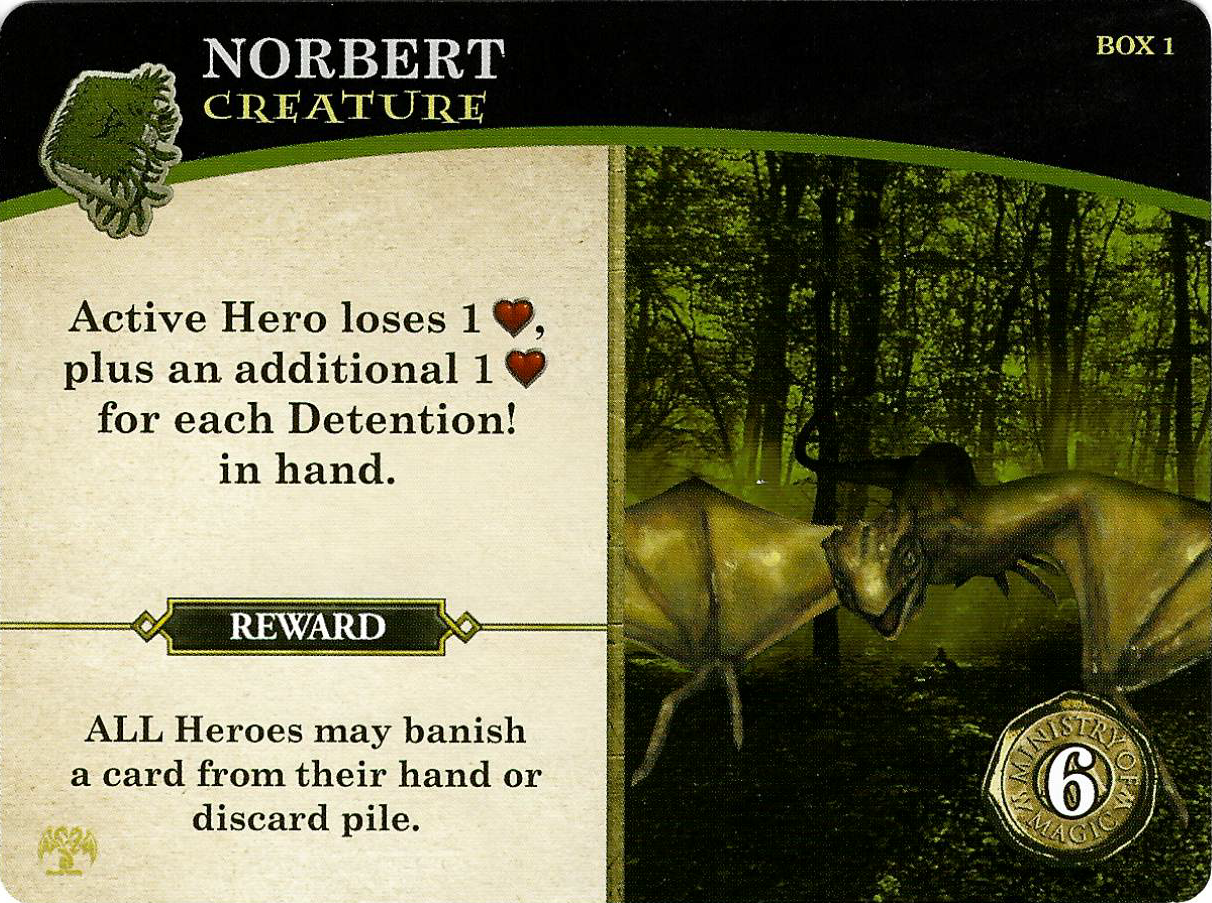 NORBERT
CREATURE
BOX 1
Active Hero loses 1 ,
plus an additional 1
for each Detention!
in hand.
REWARD
ALL Heroes may banish
a card from their hand or
discard pile.
MINISTRY OF
6
M MAGIC M